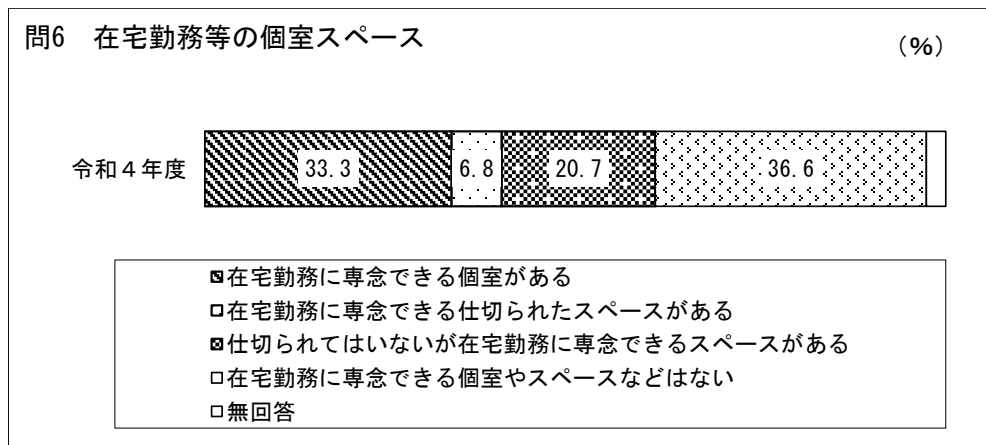 問6　在宅勤務等の個室スペース
（%）
令和４年度
33.3
6.8
20.7
36.6
在宅勤務に専念できる個室がある
在宅勤務に専念できる仕切られたスペースがある
仕切られてはいないが在宅勤務に専念できるスペースがある
在宅勤務に専念できる個室やスペースなどはない
無回答